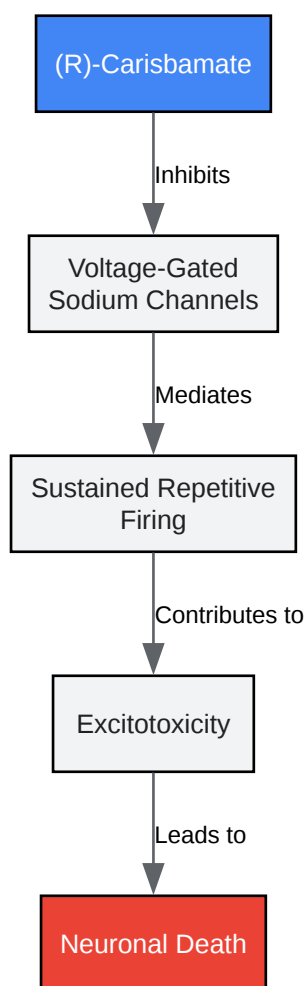 (R)-Carisbamate
Inhibits
Voltage-Gated
Sodium Channels
Mediates
Sustained Repetitive
Firing
Contributes to
Excitotoxicity
Leads to
Neuronal Death